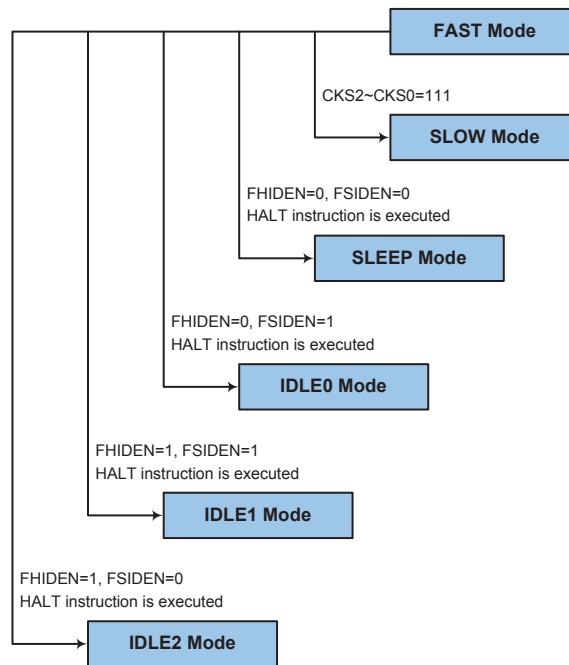 FAST Mode
CKS2~CKS0=111
SLOW Mode
FHIDEN=0, FSIDEN=0
HALT instruction is executed
SLEEP Mode
FHIDEN=0, FSIDEN=1
HALT instruction is executed
IDLE0 Mode
FHIDEN=1, FSIDEN=1
HALT instruction is executed
IDLE1 Mode
FHIDEN=1, FSIDEN=0
HALT instruction is executed
IDLE2 Mode